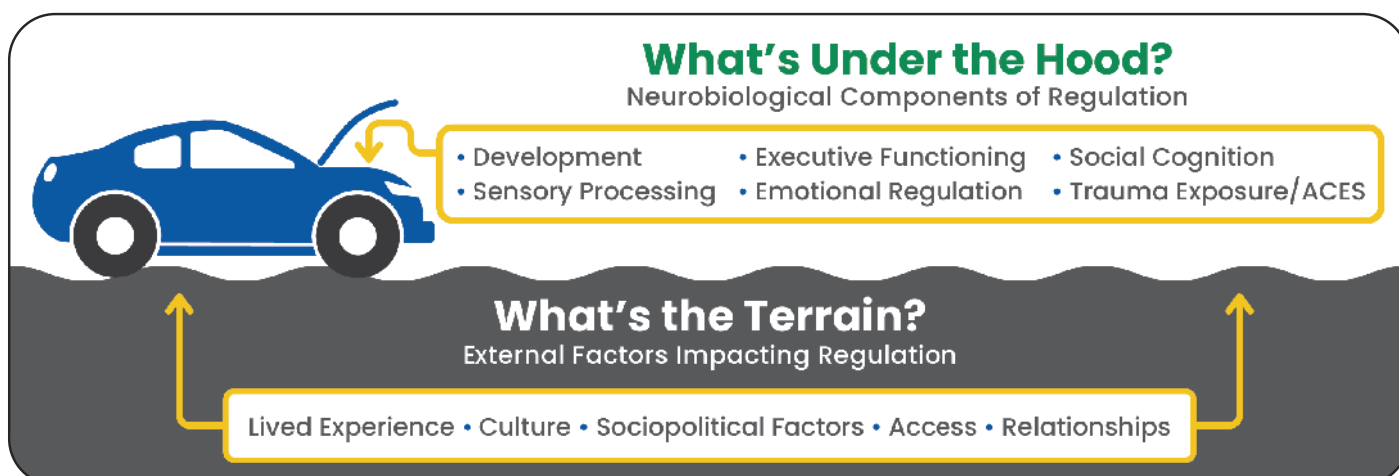 What's Under the Hood?
Neurobiological Components of Regulation
• Development • Executive Functioning • Social Cognition
• Sensory Processing • Emotional Regulation • Trauma Exposure/ACES
What's the Terrain?
External Factors Impacting Regulation
Lived Experience • Culture • Sociopolitical Factors • Access • Relationships